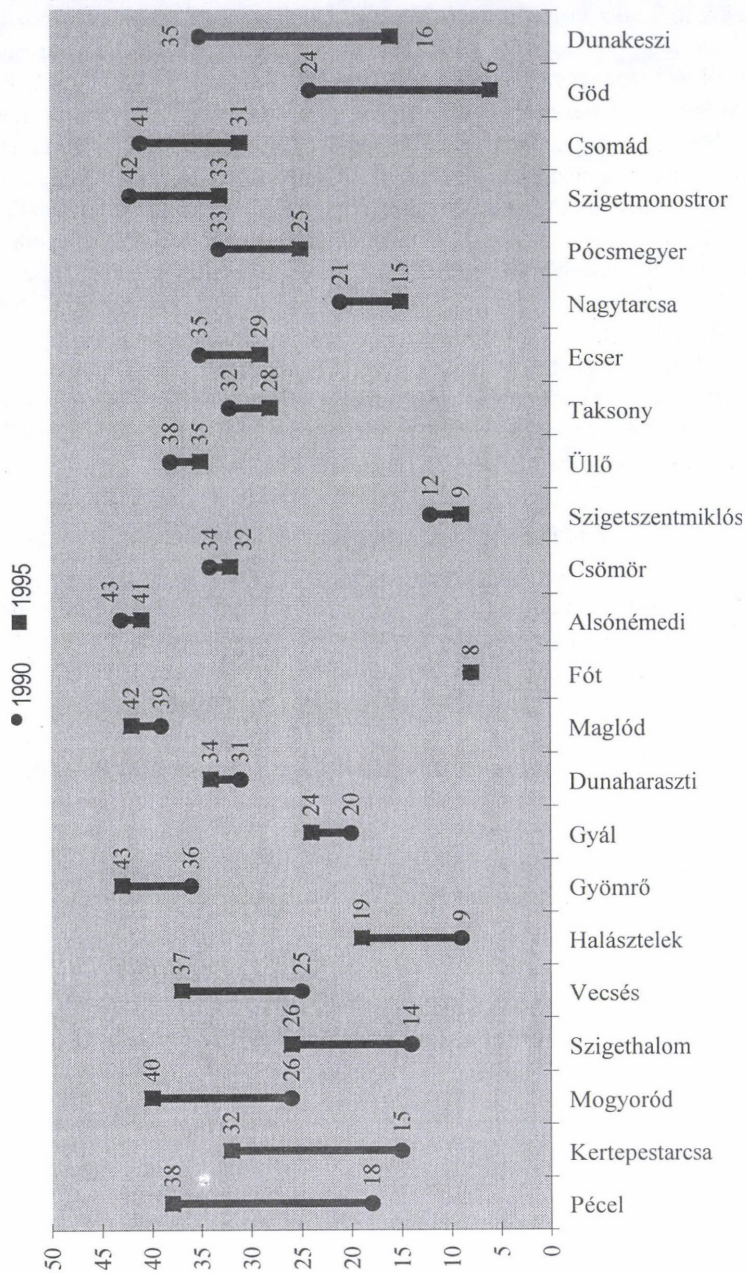 1990 1995
50
45
40
35
30
25
20
15
10
5
0
35 16 Dunakeszi
24 6 Göd
41 31 Csomád
42 33 Szigetmonostror
33 25 Pócsmegyer
21 15 Nagytarcsa
35 29 Ecser
32 28 Taksony
38 35 Üllő
12 9 Szigetszentmiklós
34 32 Csömör
43 41 Alsónémedi
8 Fót
42 39 Maglód
34 31 Dunaharaszti
24 20 Gyál
43 36 Gyömrő
19 9 Halásztelek
37 25 Vecsés
26 14 Szigethalom
40 26 Mogyoród
32 15 Kertepestarcsa
38 18 Pécel